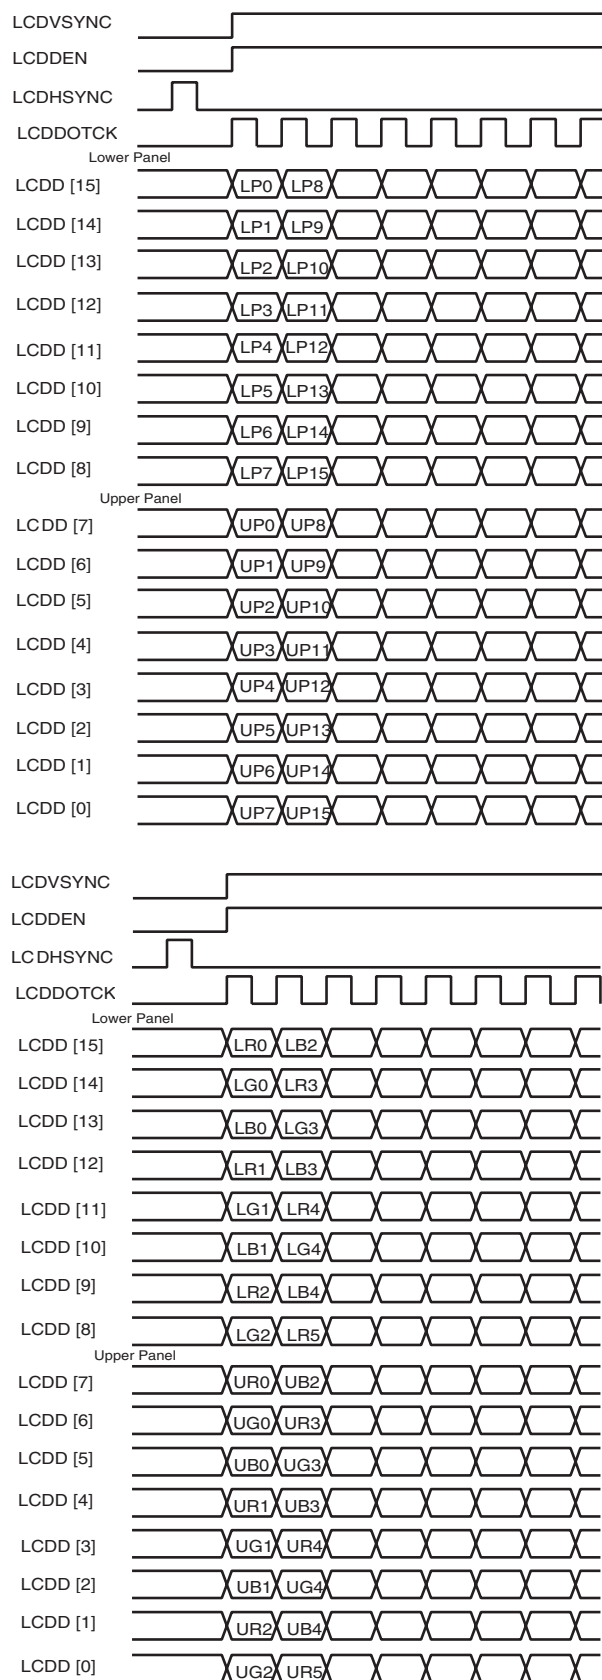 LCDVSYNC
LCDDEN
LCDHSYNC
LCDDOTCK
Lower Panel
LCDD [15] LP0 LP8
LCDD [14] LP1 LP9
LCDD [13] LP2 LP10
LCDD [12] LP3 LP11
LCDD [11] LP4 LP12
LCDD [10] LP5 LP13
LCDD [9] LP6 LP14
LCDD [8] LP7 LP15
Upper Panel
LCDD [7] UP0 UP8
LCDD [6] UP1 UP9
LCDD [5] UP2 UP10
LCDD [4] UP3 UP11
LCDD [3] UP4 UP12
LCDD [2] UP5 UP13
LCDD [1] UP6 UP14
LCDD [0] UP7 UP15
LCDVSYNC
LCDDEN
LCDHSYNC
LCDDOTCK
Lower Panel
LCDD [15] LR0 LB2
LCDD [14] LG0 LR3
LCDD [13] LB0 LG3
LCDD [12] LR1 LB3
LCDD [11] LG1 LR4
LCDD [10] LB1 LG4
LCDD [9] LR2 LB4
LCDD [8] LG2 LR5
Upper Panel
LCDD [7] UR0 UB2
LCDD [6] UG0 UR3
LCDD [5] UB0 UG3
LCDD [4] UR1 UB3
LCDD [3] UG1 UR4
LCDD [2] UB1 UG4
LCDD [1] UR2 UB4
LCDD [0] UG2 UR5